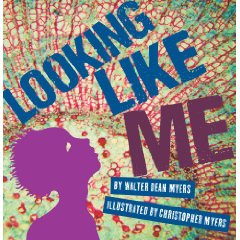 LOOKING
LIKE
ME
BY WALTER DEAN MYERS
ILLUSTRATED BY CHRISTOPHER MYERS